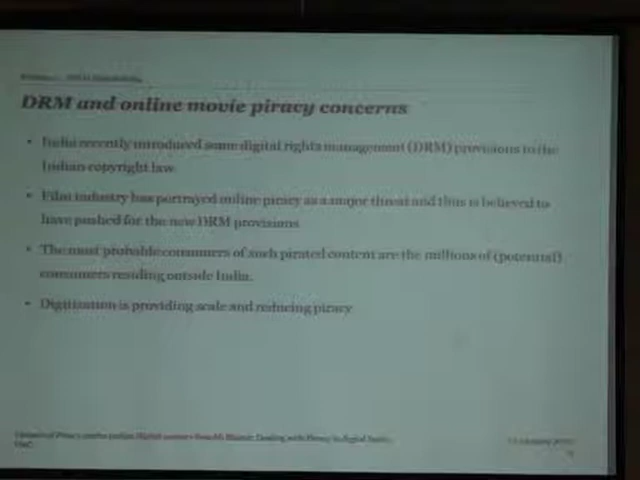 DRM and online movie piracy concerns
• India recently introduced some digital rights management (DRM) provisions to the
Indian copyright law
• Film industry has portrayed online piracy as a major threat and thus is believed to
have pushed for the new DRM provisions
• The most probable consumers of such pirated content are the millions of (potential)
consumers residing outside India.
• Digitization is providing scale and reducing piracy